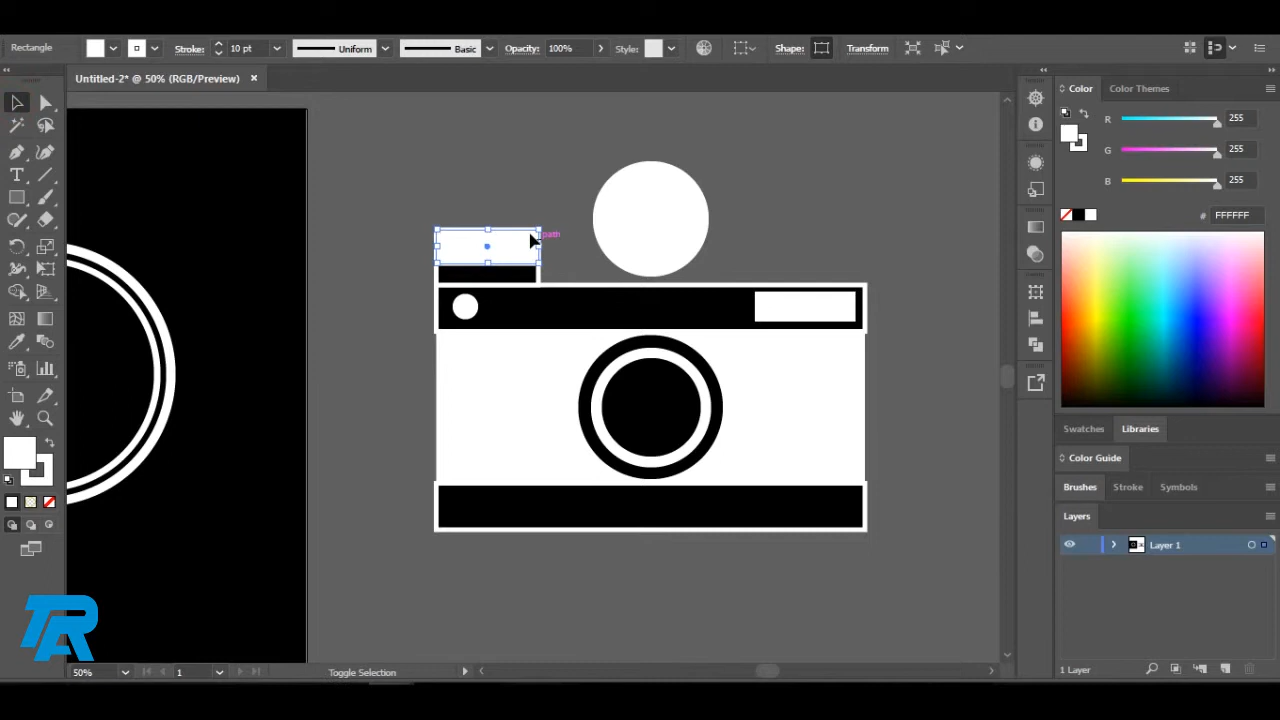 Rectangle Stroke: 10 pt Uniform Basic Opacity: 100% Style: Shape: Transform
Untitled-2* @ 50% (RGB/Preview)
Color Color Themes
R 255
G 255
B 255
# FFFFFF
path
Swatches Libraries
Color Guide
Brushes Stroke Symbols
Layers
Layer 1
TRA
50% 1 Toggle Selection
1 Layer